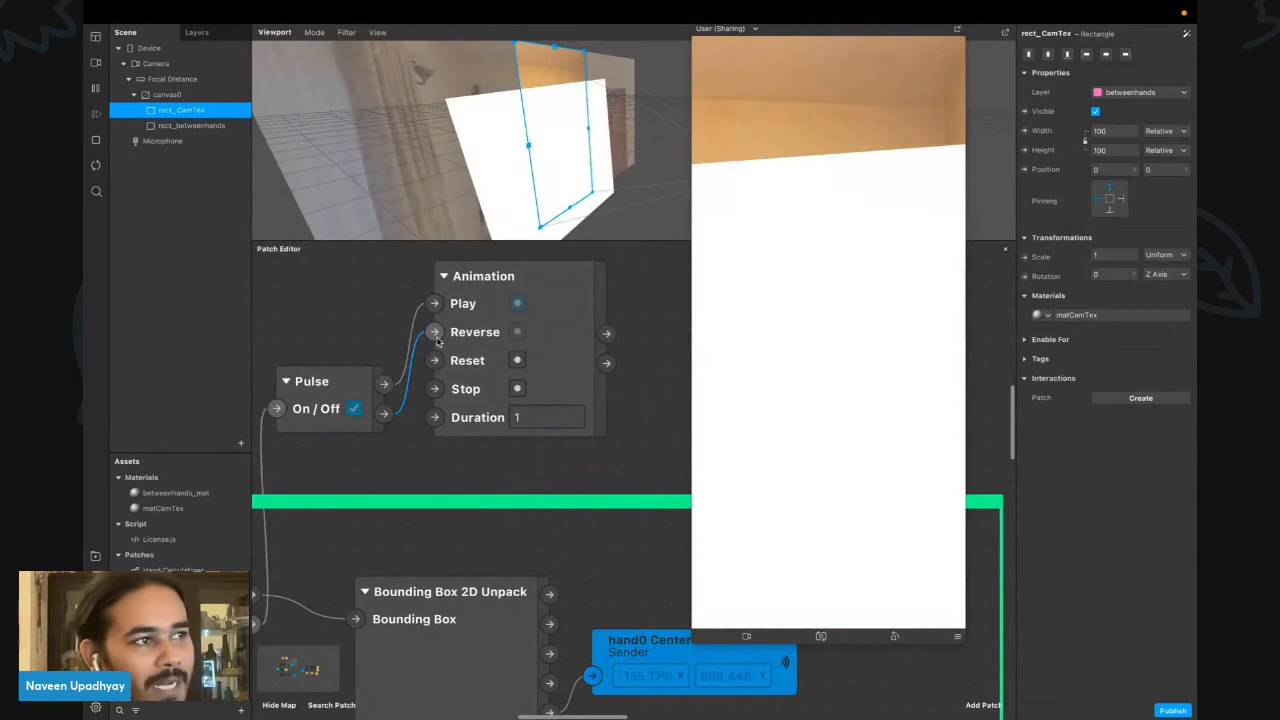 Scene
Layers
Device
Camera
Focal Distance
canvas0
rect_CamTex
rect_betweenhands
Microphone
Assets
Materials
betweenhands_mat
matCamTex
Script
License.js
Patches
Hand Calculations
Naveen Upadhyay
Viewport
Mode
Filter
View
User (Sharing)
Patch Editor
Animation
Play
Reverse
Reset
Stop
Duration
1
Pulse
On / Off
Bounding Box 2D Unpack
Bounding Box
hand0 Center
Sender
X
Y
Hide Map
Search Patch
Add Patch
rect_CamTex – Rectangle
Properties
Layer
betweenhands
Visible
Width
100
Relative
Height
100
Relative
Position
0
0
Pinning
Transformations
Scale
1
Uniform
Rotation
0
Z Axis
Materials
matCamTex
Enable For
Tags
Interactions
Patch
Create
Publish